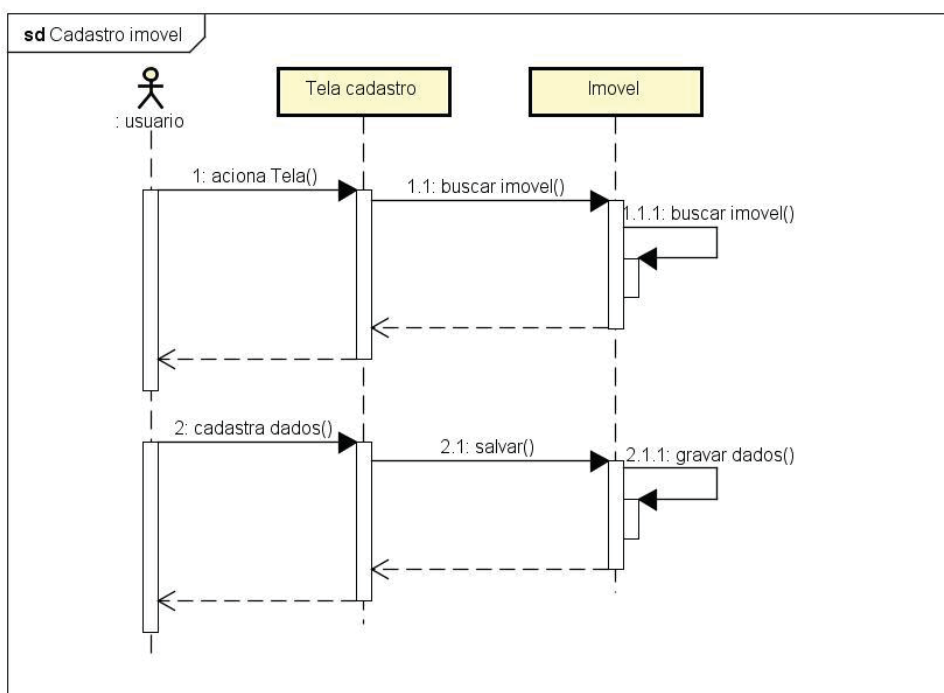 sd Cadastro imovel
: usuario
Tela cadastro
Imovel
1: aciona Tela()
1.1: buscar imovel()
1.1.1: buscar imovel()
2: cadastra dados()
2.1: salvar()
2.1.1: gravar dados()